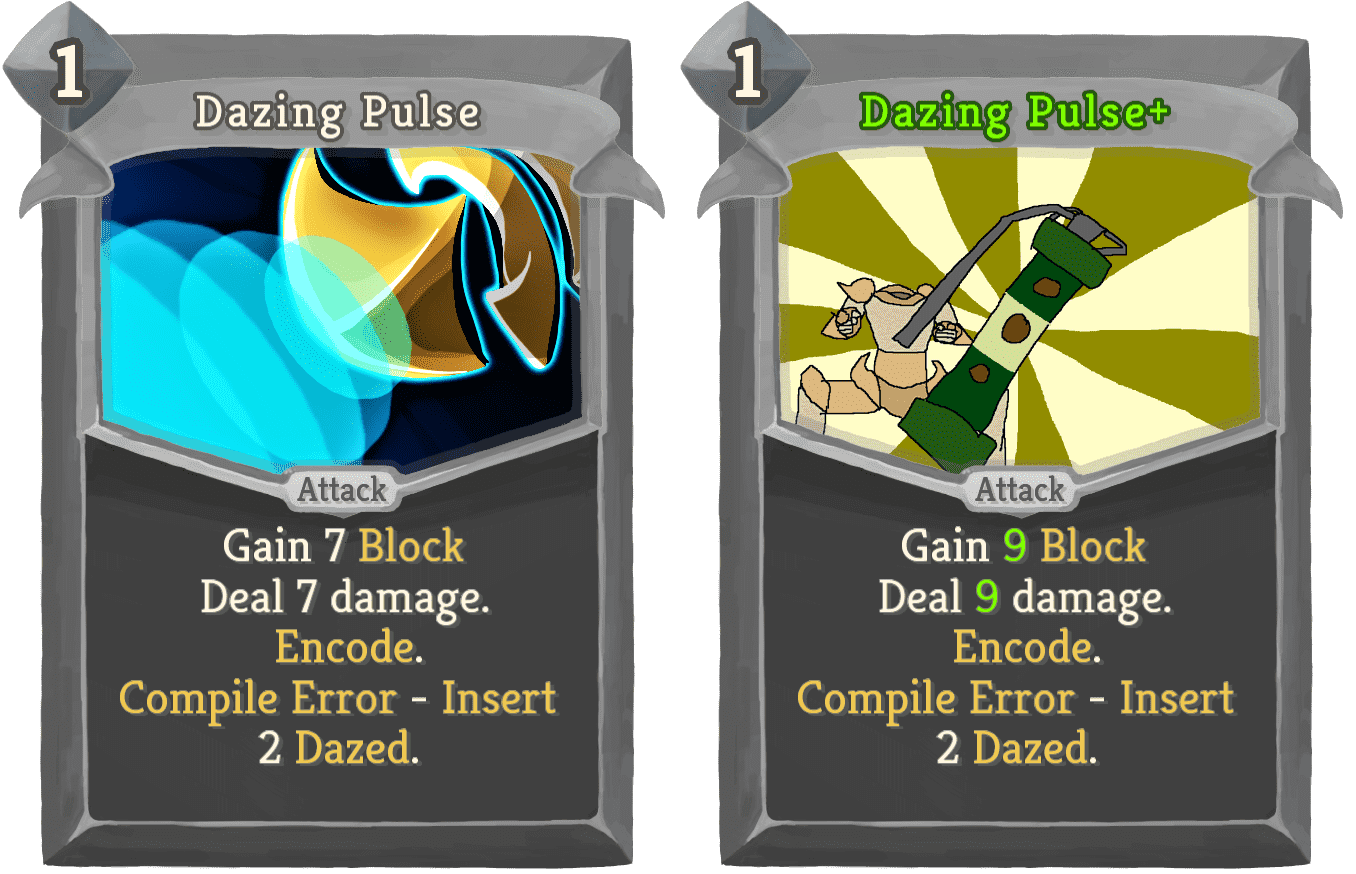 1
Dazing Pulse
Attack
Gain 7 Block
Deal 7 damage.
Encode.
Compile Error - Insert
2 Dazed.
1
Dazing Pulse+
Attack
Gain 9 Block
Deal 9 damage.
Encode.
Compile Error - Insert
2 Dazed.